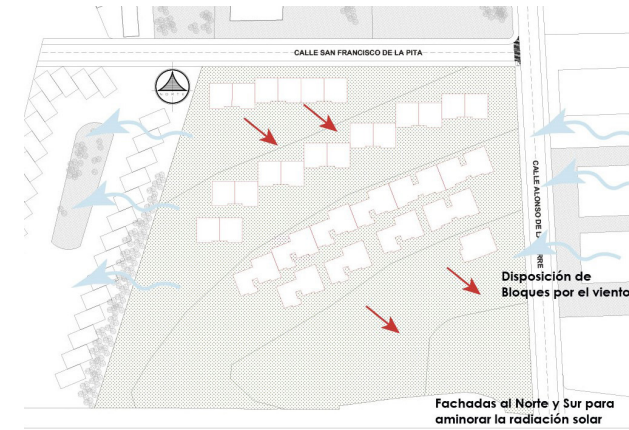 CALLE SAN FRANCISCO DE LA PITA
CALLE ALONSO DE L
RRE
Disposición de
Bloques por el viento
Fachadas al Norte y Sur para
aminorar la radiación solar